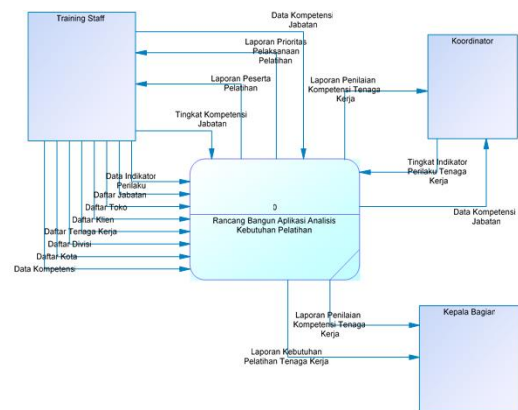 Training Staff
Data Kompetensi
Jabatan
Laporan Prioritas
Pelaksanaan
Pelatihan
Laporan Peserta
Pelatihan
Tingkat Kompetensi
Jabatan
Laporan Penilaian
Kompetensi Tenaga
Kerja
Koordinator
Tingkat Indikator
Perilaku Tenaga
Kerja
Data Kompetensi
Jabatan
Data Indikator
Perilaku
Daftar Jabatan
Daftar Toko
Daftar Klien
Daftar Tenaga Kerja
Daftar Divisi
Daftar Kota
Data Kompetensi
0
Rancang Bangun Aplikasi Analisis
Kebutuhan Pelatihan
Laporan Penilaian
Kompetensi Tenaga
Kerja
Laporan Kebutuhan
Pelatihan Tenaga Kerja
Kepala Bagian